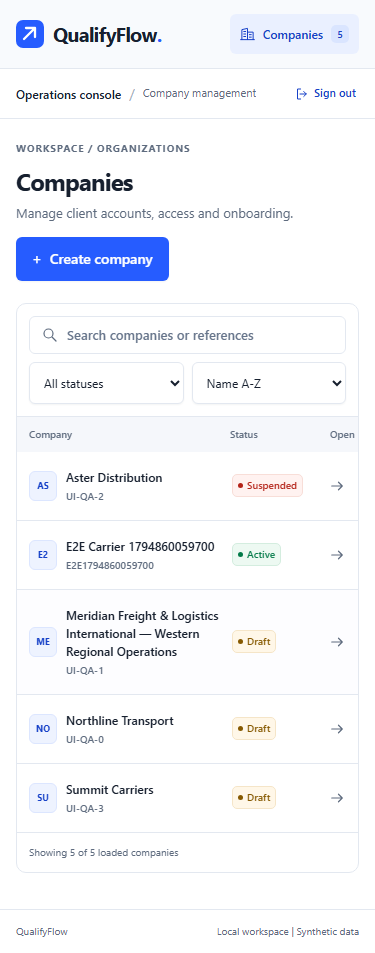 QualifyFlow.
Companies 5
Operations console / Company management
Sign out
WORKSPACE / ORGANIZATIONS
Companies
Manage client accounts, access and onboarding.
+ Create company
Search companies or references
All statuses
Name A-Z
Company Status Open
AS Aster Distribution Suspended
UI-QA-2
E2 E2E Carrier 1794860059700 Active
E2E1794860059700
Meridian Freight & Logistics
International — Western
Regional Operations
ME Draft
UI-QA-1
NO Northline Transport Draft
UI-QA-0
SU Summit Carriers Draft
UI-QA-3
Showing 5 of 5 loaded companies
QualifyFlow
Local workspace | Synthetic data